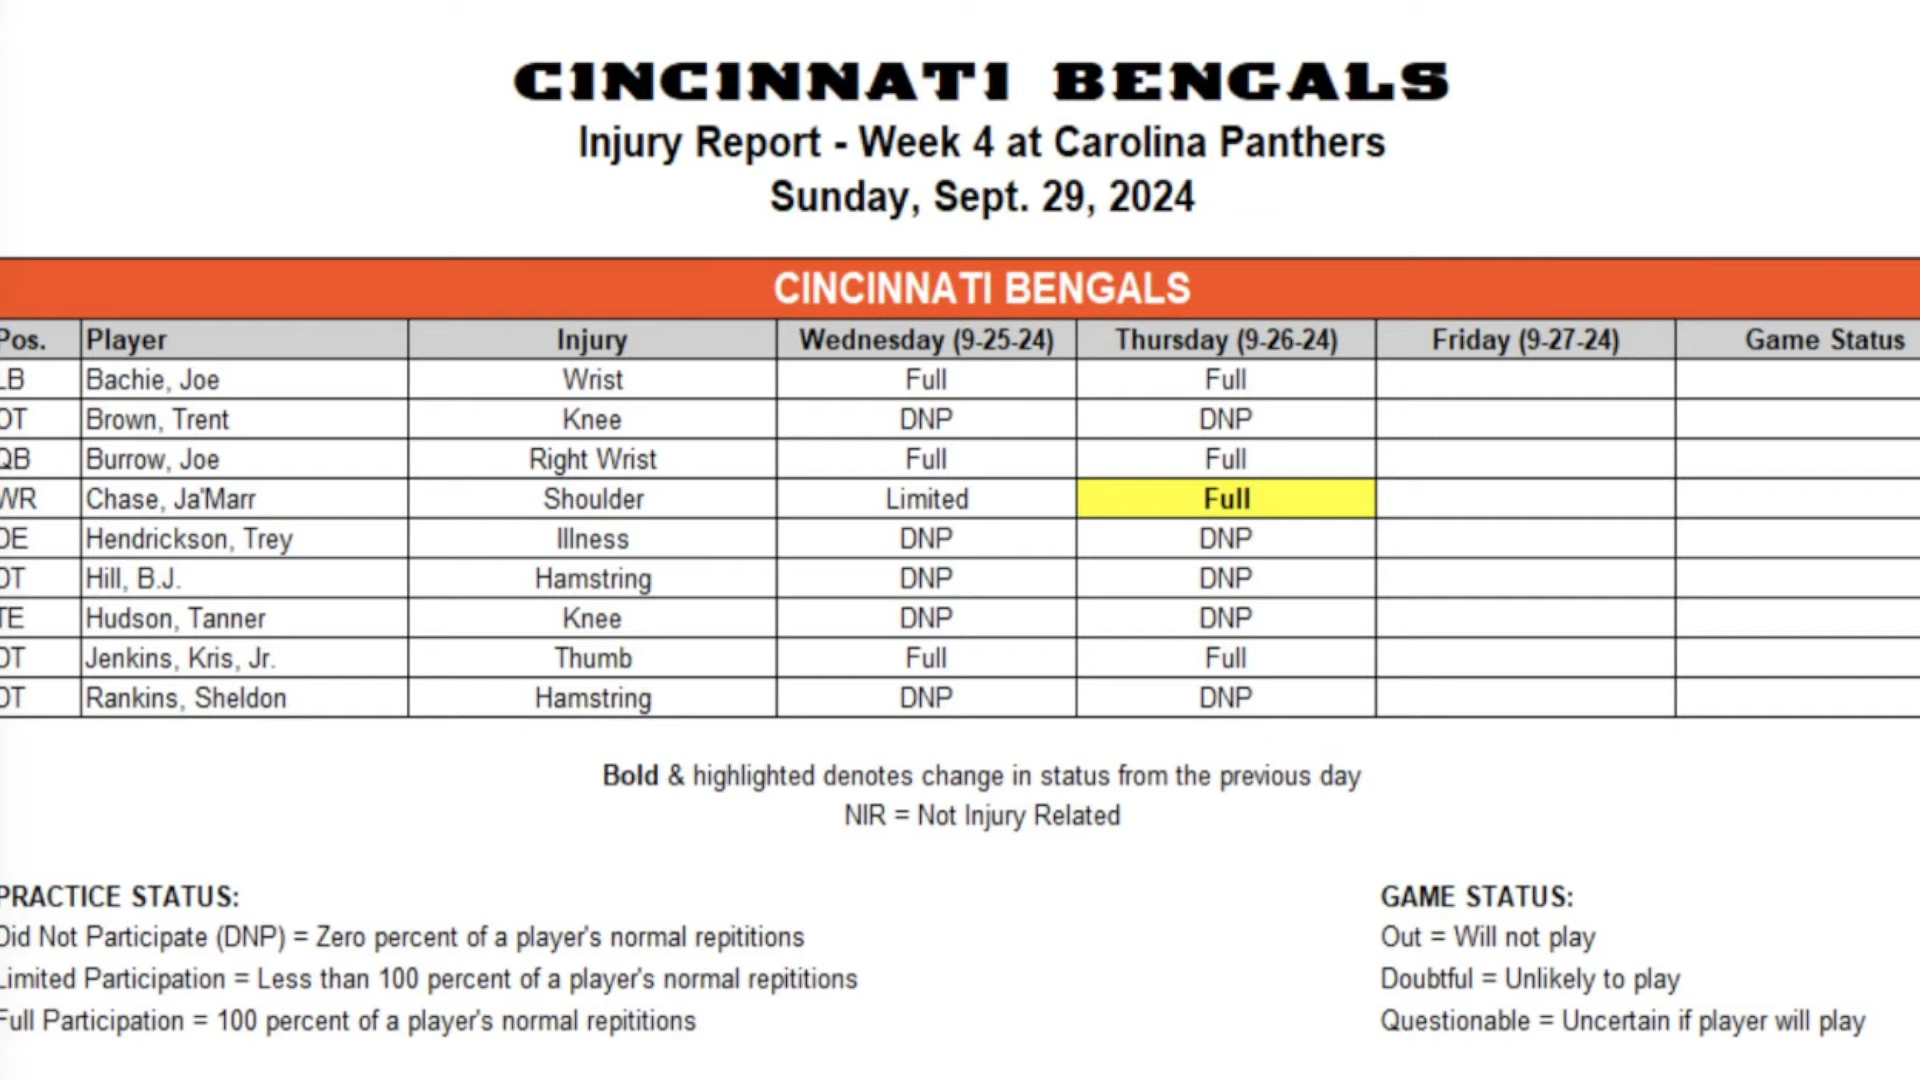 CINCINNATI BENGALS
Injury Report - Week 4 at Carolina Panthers
Sunday, Sept. 29, 2024
CINCINNATI BENGALS
Pos. Player Injury Wednesday (9-25-24) Thursday (9-26-24) Friday (9-27-24) Game Status
LB Bachie, Joe Wrist Full Full
OT Brown, Trent Knee DNP DNP
QB Burrow, Joe Right Wrist Full Full
WR Chase, Ja'Marr Shoulder Limited Full
DE Hendrickson, Trey Illness DNP DNP
DT Hill, B.J. Hamstring DNP DNP
TE Hudson, Tanner Knee DNP DNP
DT Jenkins, Kris, Jr. Thumb Full Full
DT Rankins, Sheldon Hamstring DNP DNP
Bold & highlighted denotes change in status from the previous day
NIR = Not Injury Related
PRACTICE STATUS:
Did Not Participate (DNP) = Zero percent of a player's normal repititions
Limited Participation = Less than 100 percent of a player's normal repititions
Full Participation = 100 percent of a player's normal repititions
GAME STATUS:
Out = Will not play
Doubtful = Unlikely to play
Questionable = Uncertain if player will play